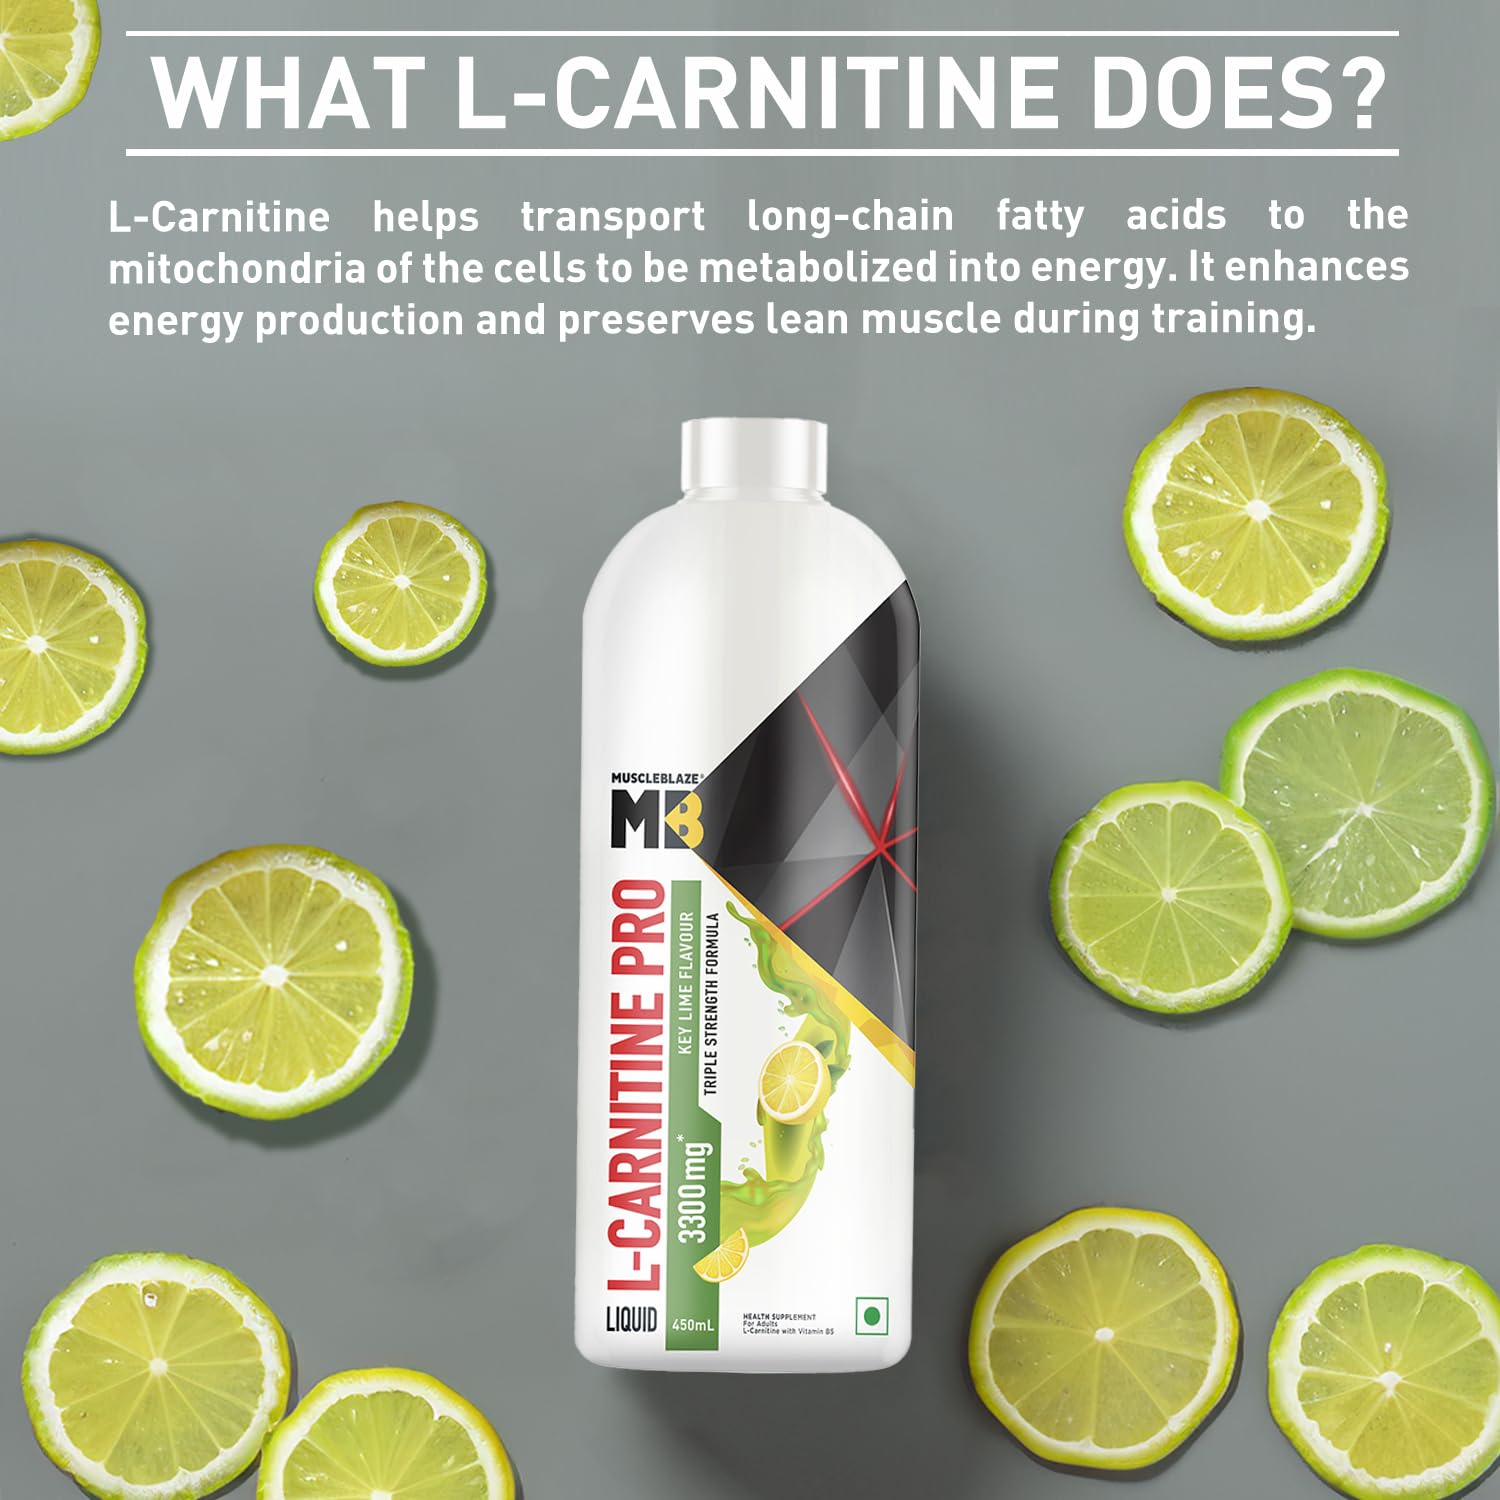 WHAT L-CARNITINE DOES?
L-Carnitine helps transport long-chain fatty acids to the
mitochondria of the cells to be metabolized into energy. It enhances
energy production and preserves lean muscle during training.
MUSCLEBLAZE®
MB
L-CARNITINE PRO
LIQUID
KEY LIME FLAVOUR
TRIPLE STRENGTH FORMULA
3300 mg*
450mL
HEALTH SUPPLEMENT
For Adults
L-Carnitine with Vitamin B5